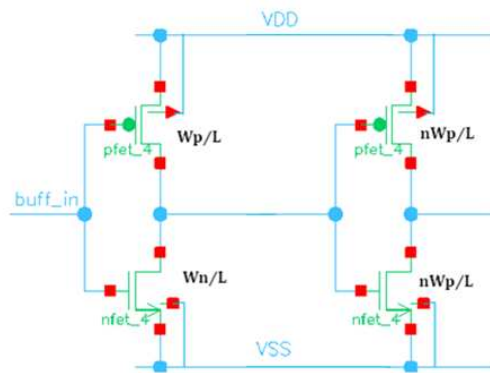 VDD
Wp/L
nWp/L
pfet_4
pfet_4
buff_in
Wn/L
nWp/L
nfet_4
nfet_4
VSS